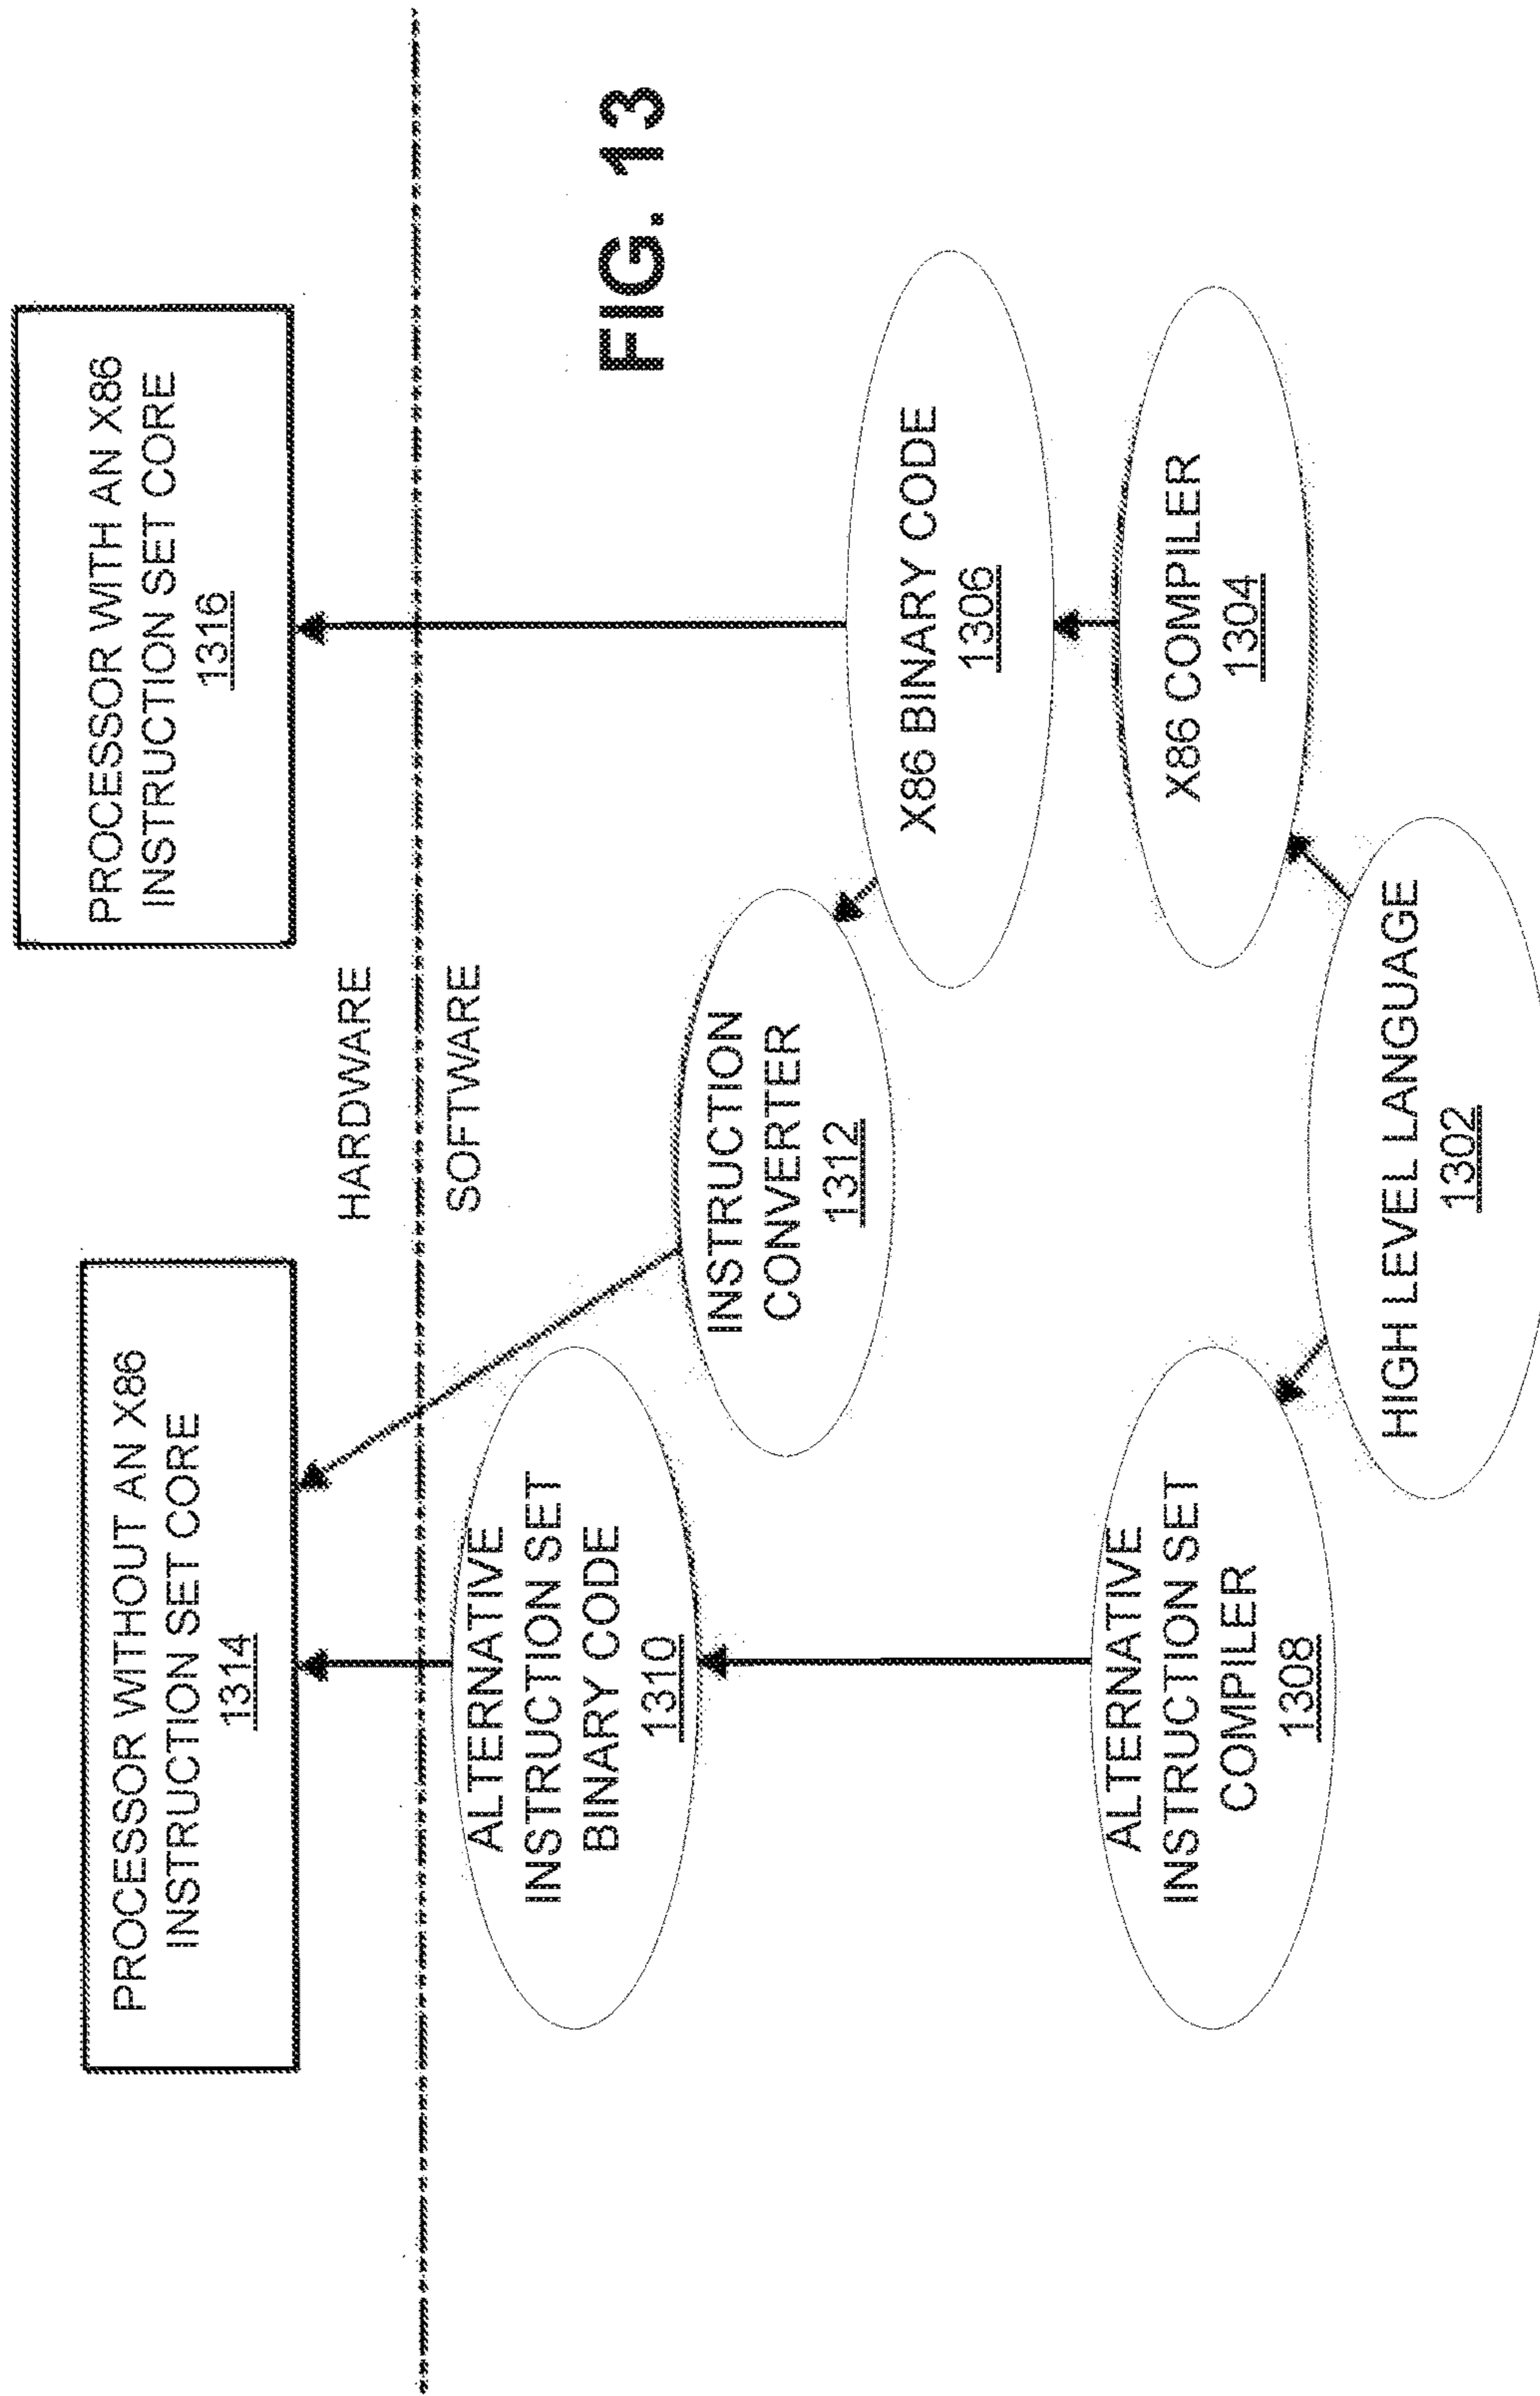 PROCESSOR WITHOUT AN X86
INSTRUCTION SET CORE
1314
PROCESSOR WITH AN X86
INSTRUCTION SET CORE
1316
HARDWARE
SOFTWARE
ALTERNATIVE
INSTRUCTION SET
BINARY CODE
1310
INSTRUCTION
CONVERTER
1312
FIG. 13
X86 BINARY CODE
1306
ALTERNATIVE
INSTRUCTION SET
COMPILER
1308
X86 COMPILER
1304
HIGH LEVEL LANGUAGE
1302